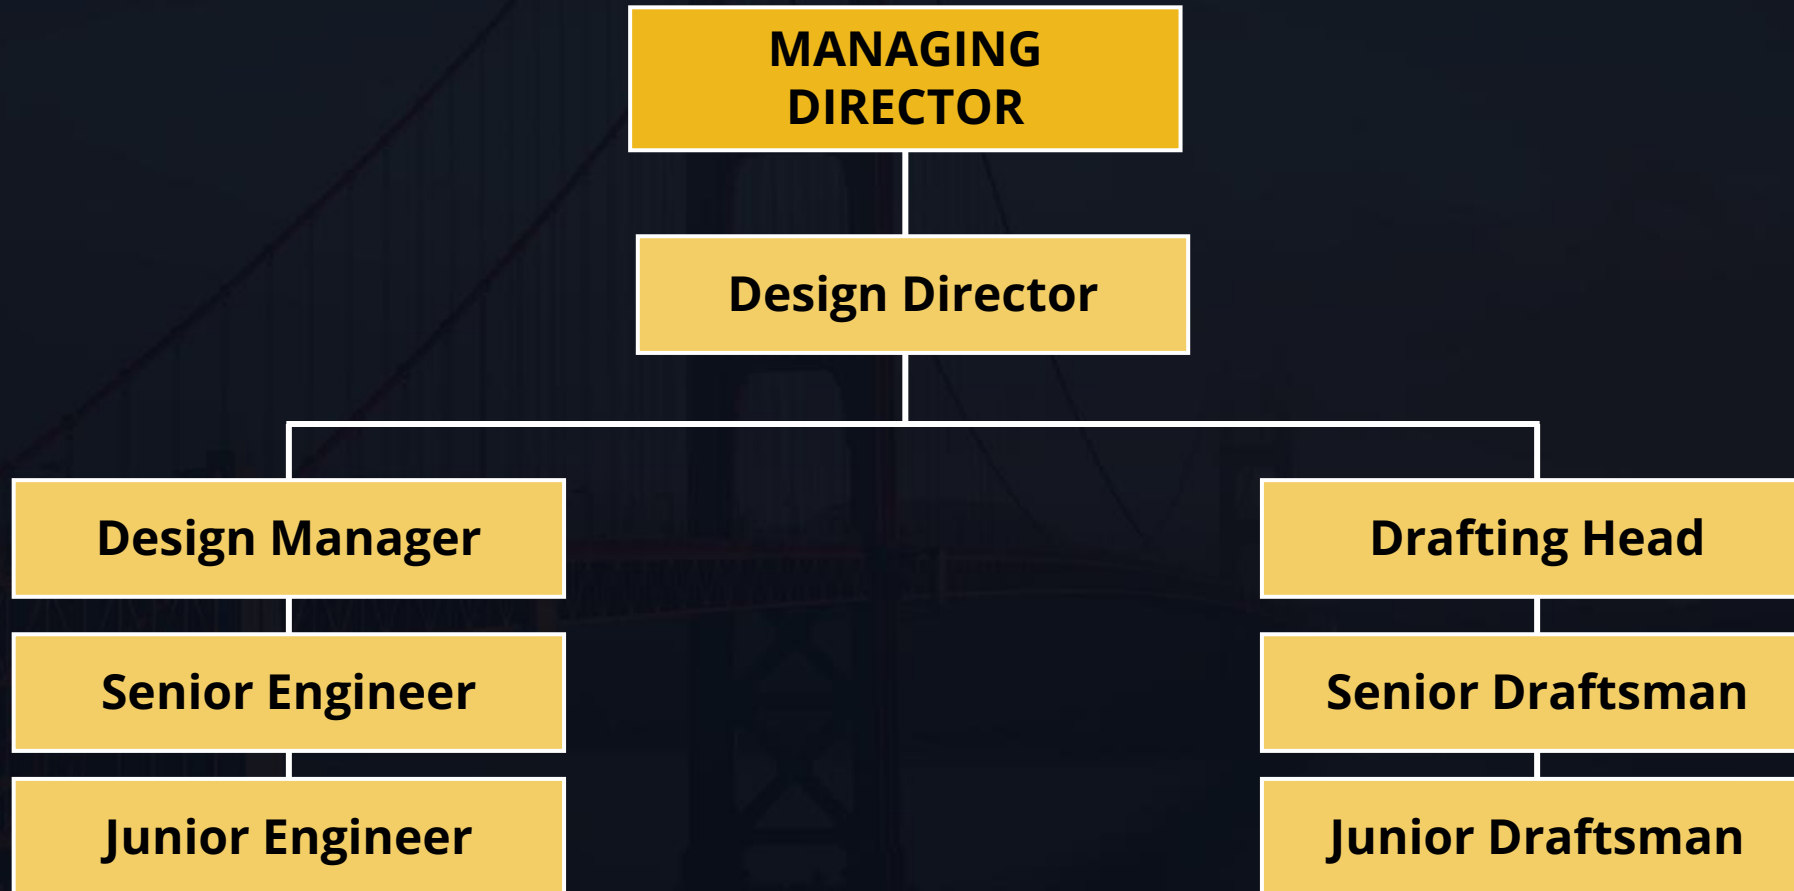 MANAGING
DIRECTOR
Design Director
Design Manager
Drafting Head
Senior Engineer
Senior Draftsman
Junior Engineer
Junior Draftsman